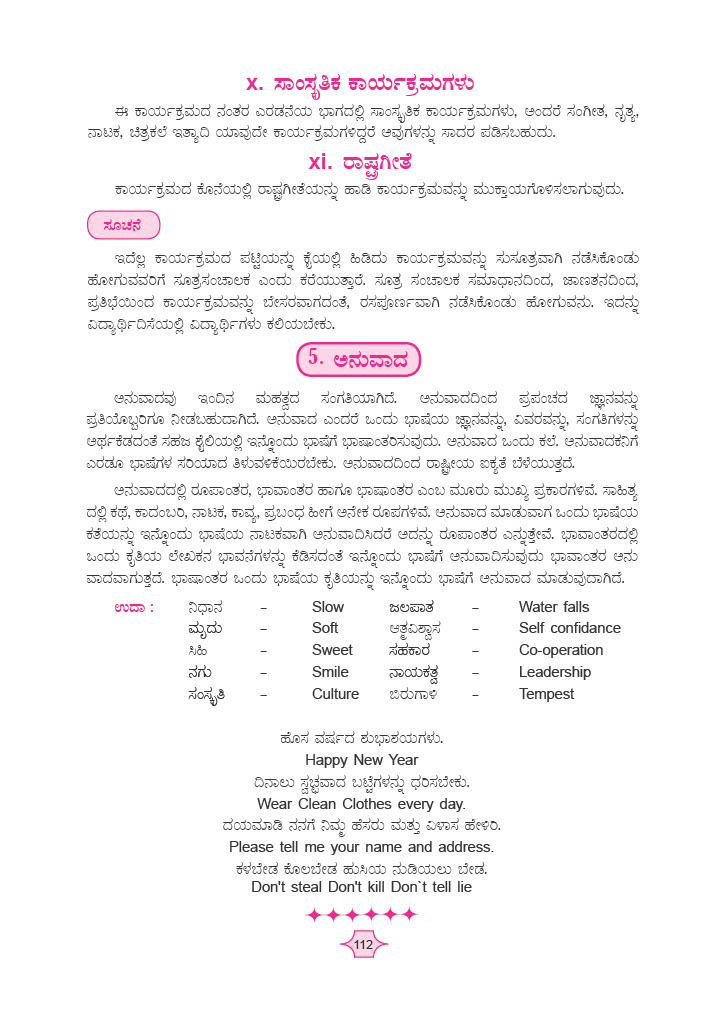 x. ಸಾಂಸ್ಕೃತಿಕ ಕಾರ್ಯಕ್ರಮಗಳು
ಈ ಕಾರ್ಯಕ್ರಮದ ನಂತರ ಎರಡನೆಯ ಭಾಗದಲ್ಲಿ ಸಾಂಸ್ಕೃತಿಕ ಕಾರ್ಯಕ್ರಮಗಳು, ಅಂದರೆ ಸಂಗೀತ, ನೃತ್ಯ,
ನಾಟಕ, ಚಿತ್ರಕಲೆ ಇತ್ಯಾದಿ ಯಾವುದೇ ಕಾರ್ಯಕ್ರಮಗಳಿದ್ದರೆ ಅವುಗಳನ್ನು ಸಾದರ ಪಡಿಸಬಹುದು.
xi. ರಾಷ್ಟ್ರಗೀತೆ
ಕಾರ್ಯಕ್ರಮದ ಕೊನೆಯಲ್ಲಿ ರಾಷ್ಟ್ರಗೀತೆಯನ್ನು ಹಾಡಿ ಕಾರ್ಯಕ್ರಮವನ್ನು ಮುಕ್ತಾಯಗೊಳಿಸಲಾಗುವುದು.
ಸೂಚನೆ
ಇದೆಲ್ಲ ಕಾರ್ಯಕ್ರಮದ ಪಟ್ಟಿಯನ್ನು ಕೈಯಲ್ಲಿ ಹಿಡಿದು ಕಾರ್ಯಕ್ರಮವನ್ನು ಸುಸೂತ್ರವಾಗಿ ನಡೆಸಿಕೊಂಡು
ಹೋಗುವವರಿಗೆ ಸೂತ್ರಸಂಚಾಲಕ ಎಂದು ಕರೆಯುತ್ತಾರೆ. ಸೂತ್ರ ಸಂಚಾಲಕ ಸಮಾಧಾನದಿಂದ, ಜಾಣತನದಿಂದ,
ಪ್ರತಿಭೆಯಿಂದ ಕಾರ್ಯಕ್ರಮವನ್ನು ಬೇಸರವಾಗದಂತೆ, ರಸಪೂರ್ಣವಾಗಿ ನಡೆಸಿಕೊಂಡು ಹೋಗುವನು. ಇದನ್ನು
ವಿದ್ಯಾರ್ಥಿದಿಸೆಯಲ್ಲಿ ವಿದ್ಯಾರ್ಥಿಗಳು ಕಲಿಯಬೇಕು.
5. ಅನುವಾದ
ಅನುವಾದವು ಇಂದಿನ ಮಹತ್ವದ ಸಂಗತಿಯಾಗಿದೆ. ಅನುವಾದದಿಂದ ಪ್ರಪಂಚದ ಜ್ಞಾನವನ್ನು
ಪ್ರತಿಯೊಬ್ಬರಿಗೂ ನೀಡಬಹುದಾಗಿದೆ. ಅನುವಾದ ಎಂದರೆ ಒಂದು ಭಾಷೆಯ ಜ್ಞಾನವನ್ನು, ವಿವರವನ್ನು, ಸಂಗತಿಗಳನ್ನು
ಅರ್ಥಕೆಡದಂತೆ ಸಹಜ ಶೈಲಿಯಲ್ಲಿ ಇನ್ನೊಂದು ಭಾಷೆಗೆ ಭಾಷಾಂತರಿಸುವುದು. ಅನುವಾದ ಒಂದು ಕಲೆ. ಅನುವಾದಕನಿಗೆ
ಎರಡೂ ಭಾಷೆಗಳ ಸರಿಯಾದ ತಿಳುವಳಿಕೆಯಿರಬೇಕು. ಅನುವಾದದಿಂದ ರಾಷ್ಟ್ರೀಯ ಐಕ್ಯತೆ ಬೆಳೆಯುತ್ತದೆ.
ಅನುವಾದದಲ್ಲಿ ರೂಪಾಂತರ, ಭಾವಾಂತರ ಹಾಗೂ ಭಾಷಾಂತರ ಎಂಬ ಮೂರು ಮುಖ್ಯ ಪ್ರಕಾರಗಳಿವೆ. ಸಾಹಿತ್ಯ
ದಲ್ಲಿ ಕಥೆ, ಕಾದಂಬರಿ, ನಾಟಕ, ಕಾವ್ಯ, ಪ್ರಬಂಧ ಹೀಗೆ ಅನೇಕ ರೂಪಗಳಿವೆ. ಅನುವಾದ ಮಾಡುವಾಗ ಒಂದು ಭಾಷೆಯ
ಕತೆಯನ್ನು ಇನ್ನೊಂದು ಭಾಷೆಯ ನಾಟಕವಾಗಿ ಅನುವಾದಿಸಿದರೆ ಅದನ್ನು ರೂಪಾಂತರ ಎನ್ನುತ್ತೇವೆ. ಭಾವಾಂತರದಲ್ಲಿ
ಒಂದು ಕೃತಿಯ ಲೇಖಕನ ಭಾವನೆಗಳನ್ನು ಕೆಡಿಸದಂತೆ ಇನ್ನೊಂದು ಭಾಷೆಗೆ ಅನುವಾದಿಸುವುದು ಭಾವಾಂತರ ಅನು
ವಾದವಾಗುತ್ತದೆ. ಭಾಷಾಂತರ ಒಂದು ಭಾಷೆಯ ಕೃತಿಯನ್ನು ಇನ್ನೊಂದು ಭಾಷೆಗೆ ಅನುವಾದ ಮಾಡುವುದಾಗಿದೆ.
ಉದಾ : ನಿಧಾನ – Slow ಜಲಪಾತ – Water falls
ಮೃದು – Soft ಆತ್ಮವಿಶ್ವಾಸ – Self confidance
ಸಿಹಿ – Sweet ಸಹಕಾರ – Co-operation
ನಗು – Smile ನಾಯಕತ್ವ – Leadership
ಸಂಸ್ಕೃತಿ – Culture ಬಿರುಗಾಳಿ – Tempest
ಹೊಸ ವರ್ಷದ ಶುಭಾಶಯಗಳು.
Happy New Year
ದಿನಾಲು ಸ್ವಚ್ಛವಾದ ಬಟ್ಟೆಗಳನ್ನು ಧರಿಸಬೇಕು.
Wear Clean Clothes every day.
ದಯಮಾಡಿ ನನಗೆ ನಿಮ್ಮ ಹೆಸರು ಮತ್ತು ವಿಳಾಸ ಹೇಳಿರಿ.
Please tell me your name and address.
ಕಳಬೇಡ ಕೊಲಬೇಡ ಹುಸಿಯ ನುಡಿಯಲು ಬೇಡ.
Don't steal Don't kill Don`t tell lie
112